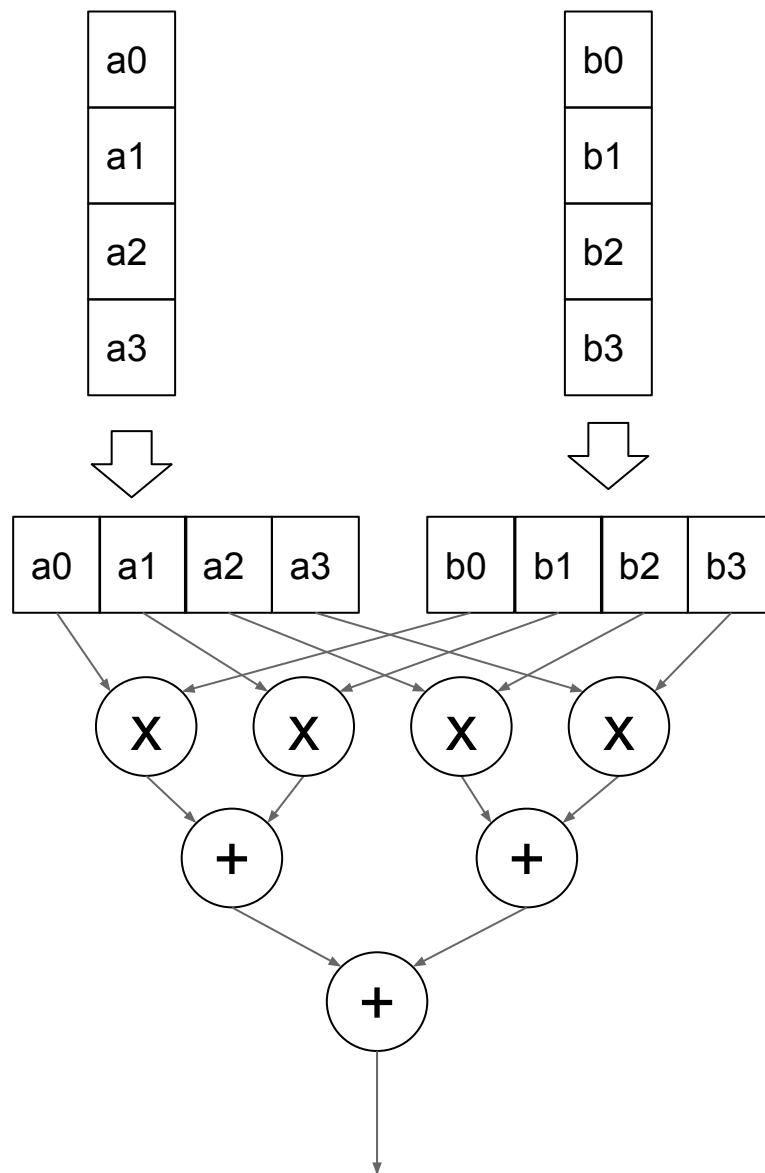 a0 b0
a1 b1
a2 b2
a3 b3
a0 a1 a2 a3 b0 b1 b2 b3
x x x x
+ +
+